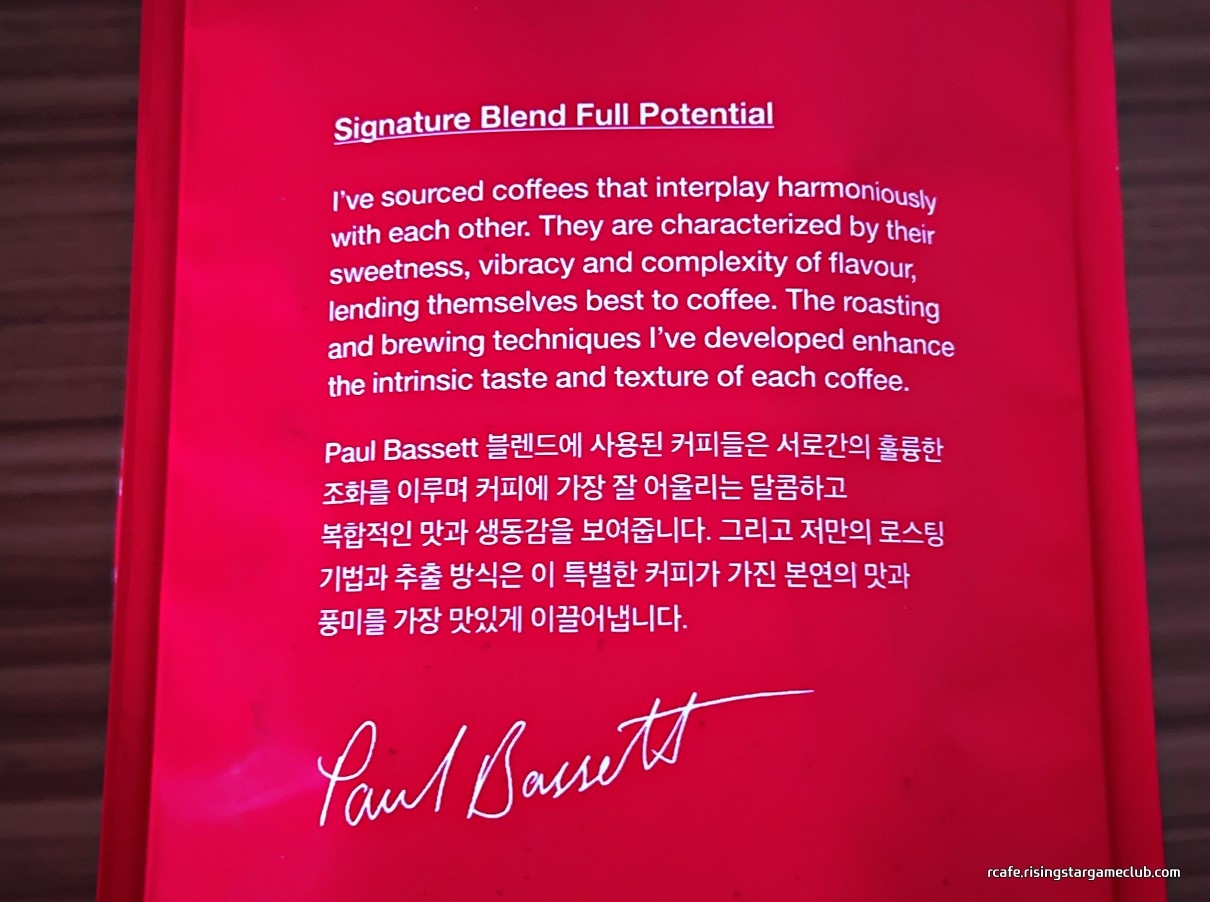 Signature Blend Full Potential
I've sourced coffees that interplay harmoniously
with each other. They are characterized by their
sweetness, vibracy and complexity of flavour,
lending themselves best to coffee. The roasting
and brewing techniques I've developed enhance
the intrinsic taste and texture of each coffee.
Paul Bassett 블렌드에 사용된 커피들은 서로간의 훌륭한
조화를 이루며 커피에 가장 잘 어울리는 달콤하고
복합적인 맛과 생동감을 보여줍니다. 그리고 저만의 로스팅
기법과 추출 방식은 이 특별한 커피가 가진 본연의 맛과
풍미를 가장 맛있게 이끌어냅니다.
Paul Bassett
rcafe.risingstargameclub.com